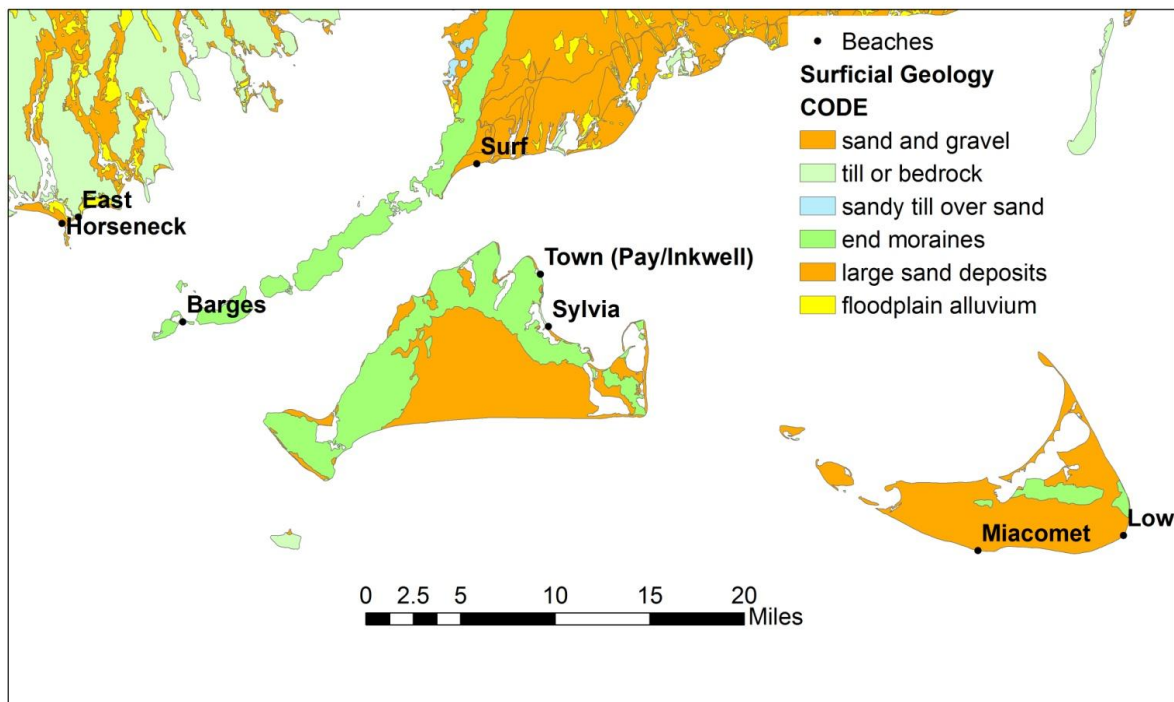 Beaches
Surficial Geology
CODE
sand and gravel
till or bedrock
sandy till over sand
end moraines
large sand deposits
floodplain alluvium
Surf
East
Horseneck
Town (Pay/Inkwell)
Barges
Sylvia
Low
Miacomet
0 2.5 5 10 15 20
Miles